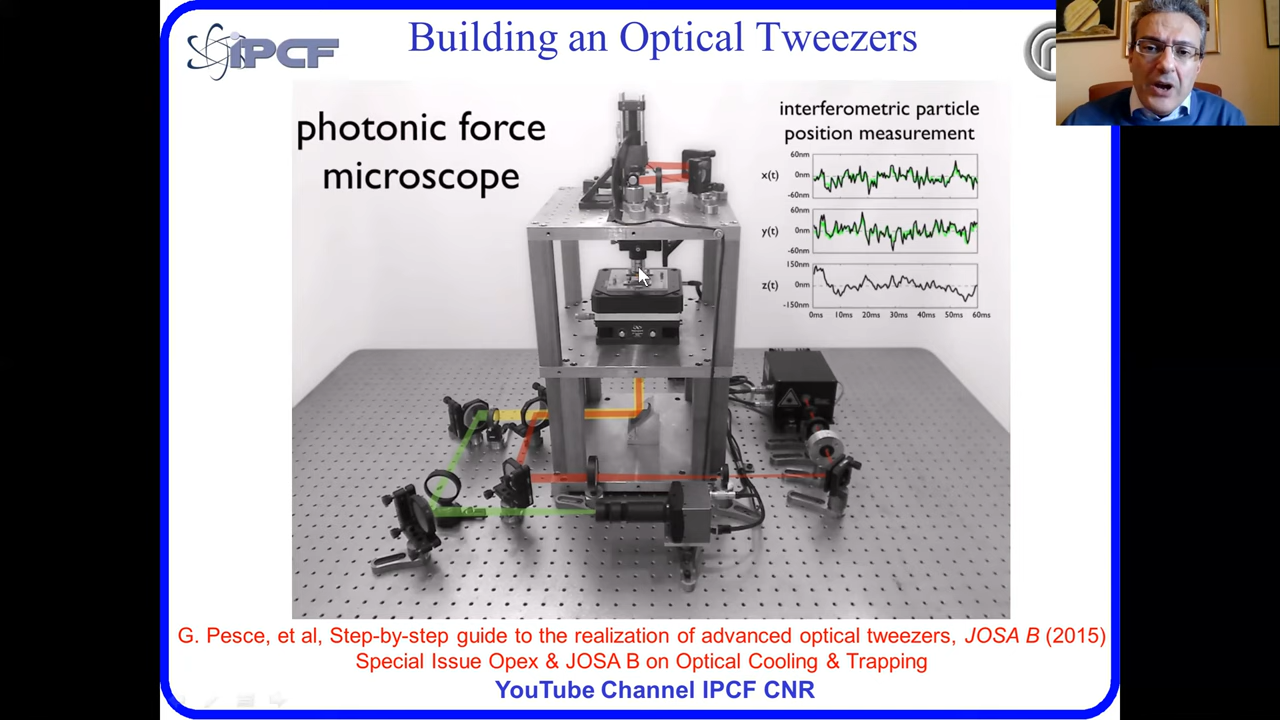 IPCF
Building an Optical Tweezers
photonic force
microscope
interferometric particle
position measurement
60nm
x(t)
0nm
-60nm
60nm
y(t)
0nm
-60nm
150nm
z(t)
0nm
-150nm
0ms 10ms 20ms 30ms 40ms 50ms 60ms
G. Pesce, et al, Step-by-step guide to the realization of advanced optical tweezers, JOSA B (2015)
Special Issue Opex & JOSA B on Optical Cooling & Trapping
YouTube Channel IPCF CNR